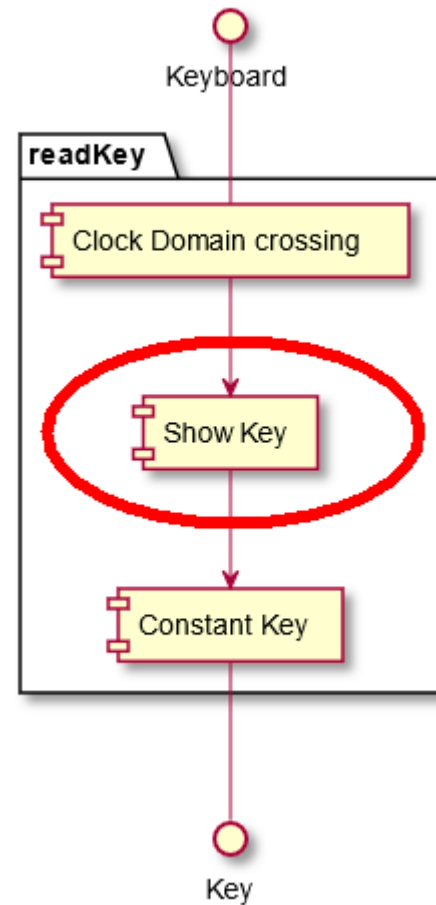 Keyboard
readKey
Clock Domain crossing
Show Key
Constant Key
Key